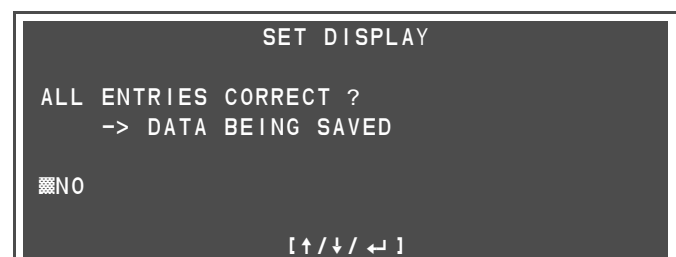 SET DISPLAY
ALL ENTRIES CORRECT ?
-> DATA BEING SAVED
▒NO
[↑/↓/↵]